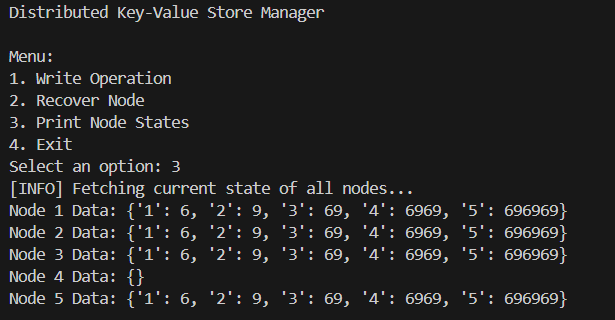 Distributed Key-Value Store Manager
Menu:
1. Write Operation
2. Recover Node
3. Print Node States
4. Exit
Select an option: 3
[INFO] Fetching current state of all nodes...
Node 1 Data: {'1': 6, '2': 9, '3': 69, '4': 6969, '5': 696969}
Node 2 Data: {'1': 6, '2': 9, '3': 69, '4': 6969, '5': 696969}
Node 3 Data: {'1': 6, '2': 9, '3': 69, '4': 6969, '5': 696969}
Node 4 Data: {}
Node 5 Data: {'1': 6, '2': 9, '3': 69, '4': 6969, '5': 696969}